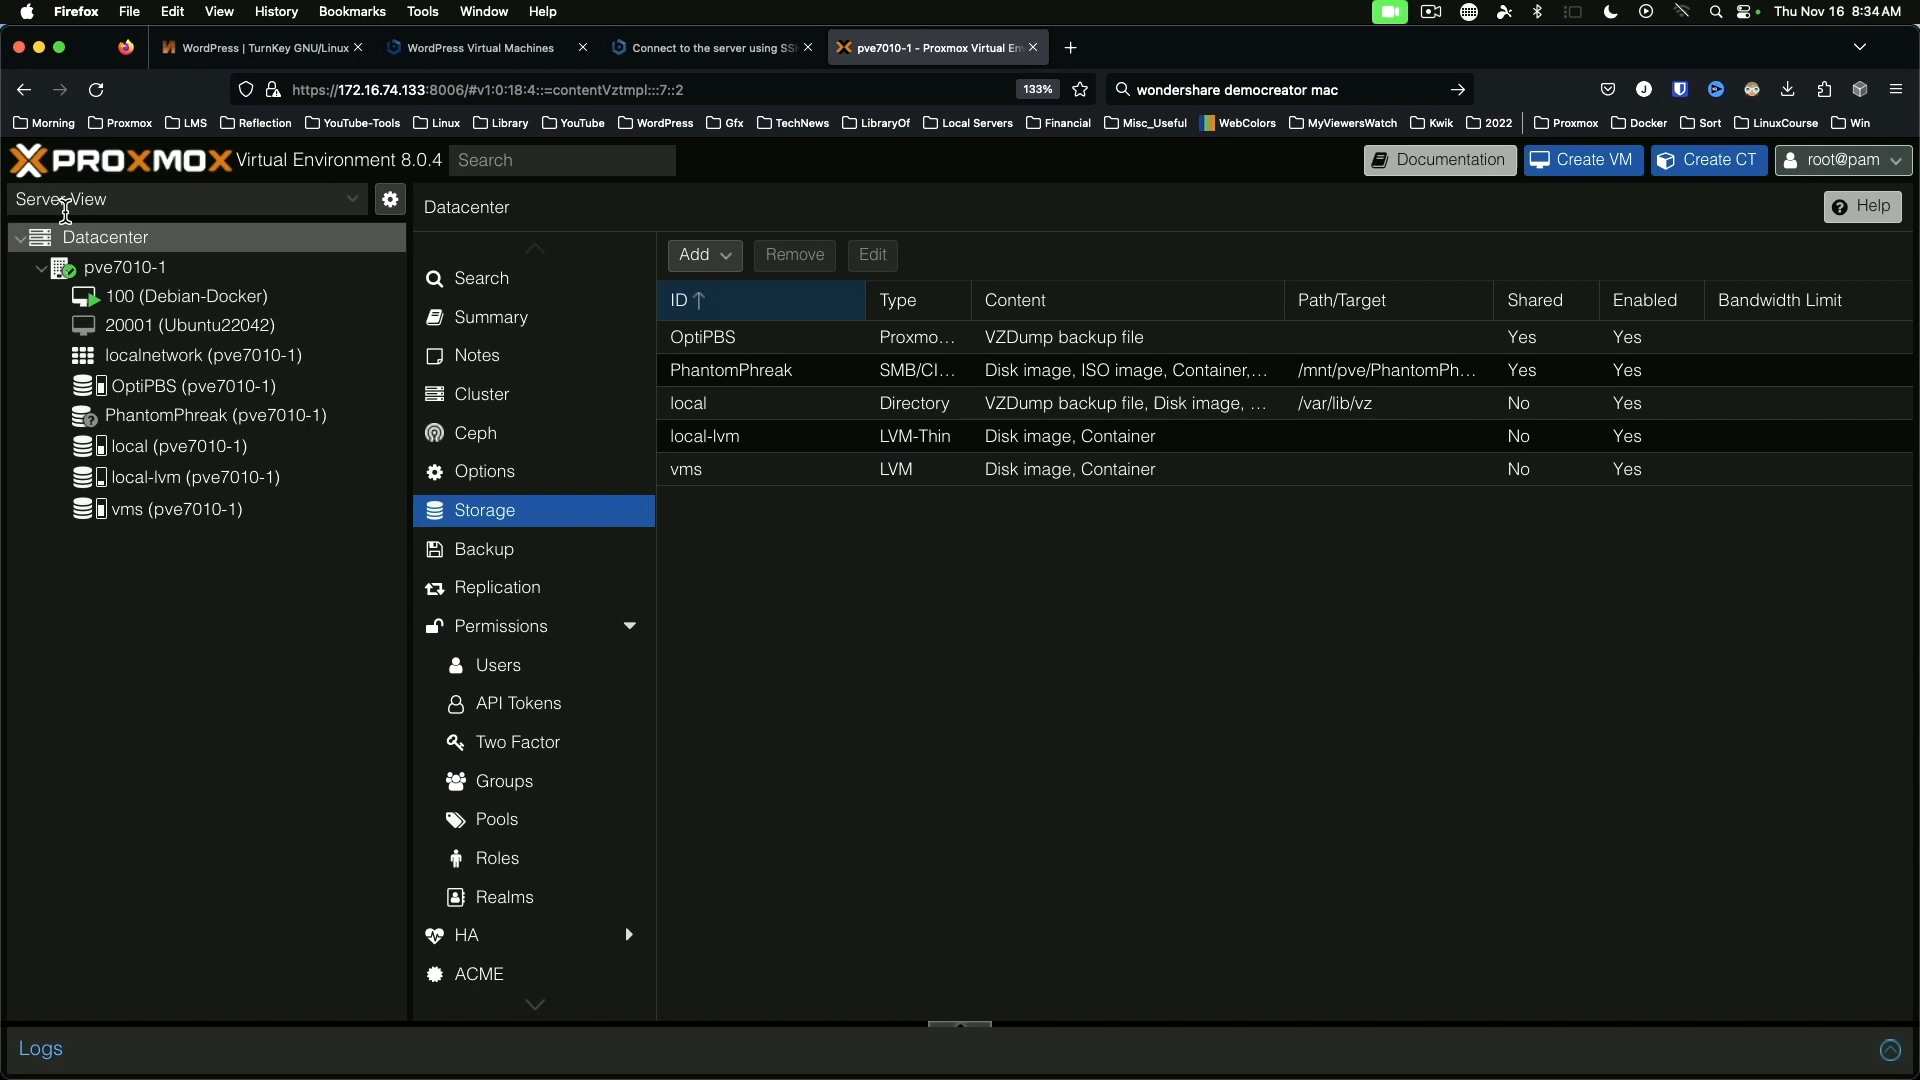 Firefox File Edit View History Bookmarks Tools Window Help Thu Nov 16 8:34 AM
WordPress | TurnKey GNU/Linux WordPress Virtual Machines Connect to the server using SS pve7010-1 - Proxmox Virtual En
https://172.16.74.133:8006/#v1:0:18:4::=contentVztmpl:::7::2 133% wondershare democreator mac
Morning Proxmox LMS Reflection YouTube-Tools Linux Library YouTube WordPress Gfx TechNews LibraryOf Local Servers Financial Misc_Useful WebColors MyViewersWatch Kwik 2022 Proxmox Docker Sort LinuxCourse Win
PROXMOX Virtual Environment 8.0.4 Search Documentation Create VM Create CT root@pam
Server View
Datacenter
pve7010-1
100 (Debian-Docker)
20001 (Ubuntu22042)
localnetwork (pve7010-1)
OptiPBS (pve7010-1)
PhantomPhreak (pve7010-1)
local (pve7010-1)
local-lvm (pve7010-1)
vms (pve7010-1)
Datacenter Help
Search
Summary
Notes
Cluster
Ceph
Options
Storage
Backup
Replication
Permissions
Users
API Tokens
Two Factor
Groups
Pools
Roles
Realms
HA
ACME
Add Remove Edit
ID Type Content Path/Target Shared Enabled Bandwidth Limit
OptiPBS Proxmo... VZDump backup file Yes Yes
PhantomPhreak SMB/CI... Disk image, ISO image, Container,... /mnt/pve/PhantomPh... Yes Yes
local Directory VZDump backup file, Disk image, ... /var/lib/vz No Yes
local-lvm LVM-Thin Disk image, Container No Yes
vms LVM Disk image, Container No Yes
Logs